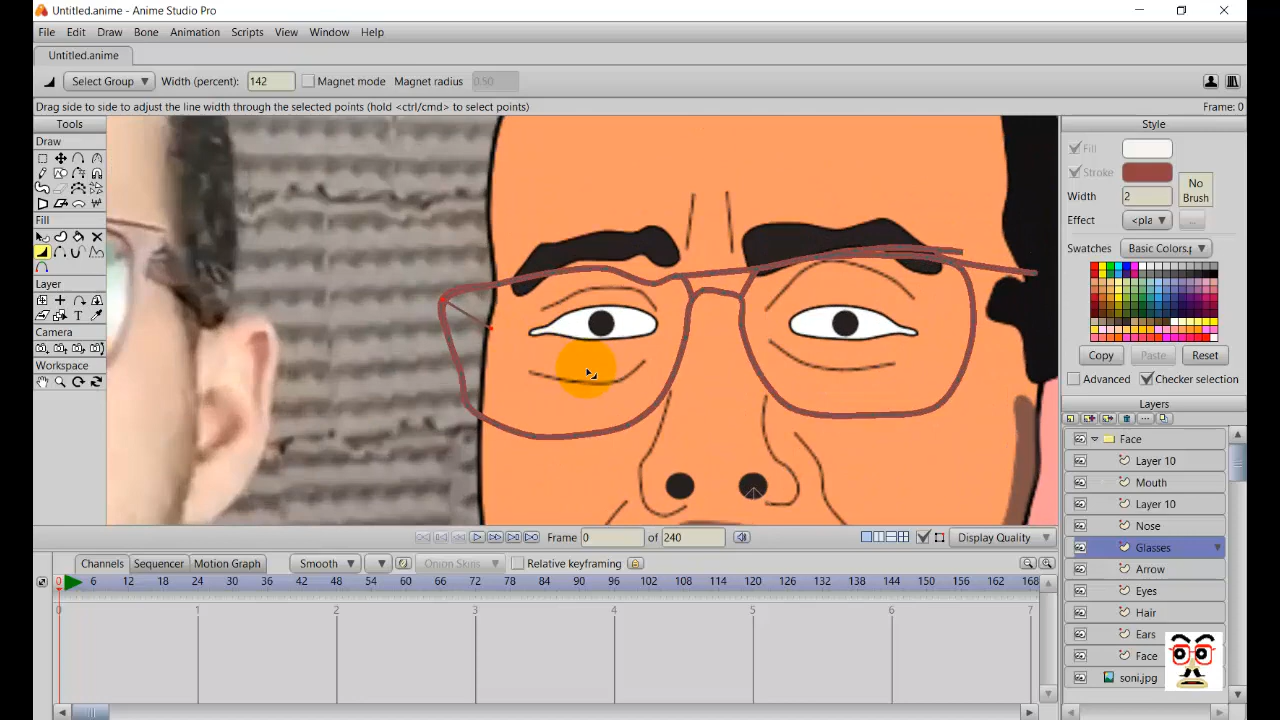 Untitled.anime - Anime Studio Pro
File Edit Draw Bone Animation Scripts View Window Help
Untitled.anime
Select Group Width (percent): 142 Magnet mode Magnet radius 0.50
Drag side to side to adjust the line width through the selected points (hold <ctrl/cmd> to select points) Frame: 0
Tools
Draw
Fill
Layer
Camera
Workspace
Style
Fill
Stroke
Width 2
No
Brush
Effect <pla ...
Swatches Basic Colors.
Copy Paste Reset
Advanced Checker selection
Layers
Face
Layer 10
Mouth
Layer 10
Nose
Glasses
Arrow
Eyes
Hair
Ears
Face
soni.jpg
Frame 0 of 240 Display Quality
Channels Sequencer Motion Graph Smooth Onion Skins Relative keyframing
0 6 12 18 24 30 36 42 48 54 60 66 72 78 84 90 96 102 108 114 120 126 132 138 144 150 156 162 168
0 1 2 3 4 5 6 7